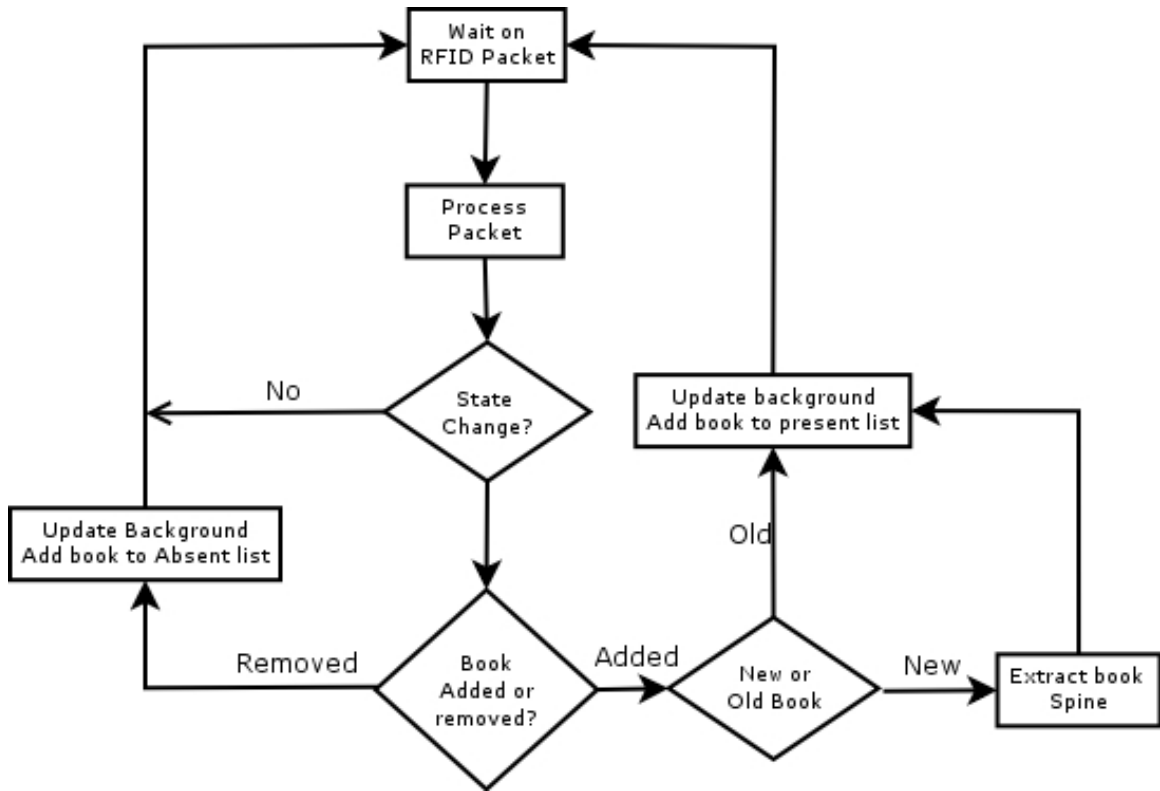 Wait on
RFID Packet
Process
Packet
State
Change?
No
Update background
Add book to present list
Update Background
Add book to Absent list
Old
Removed
Book
Added or
removed?
Added
New or
Old Book
New
Extract book
Spine